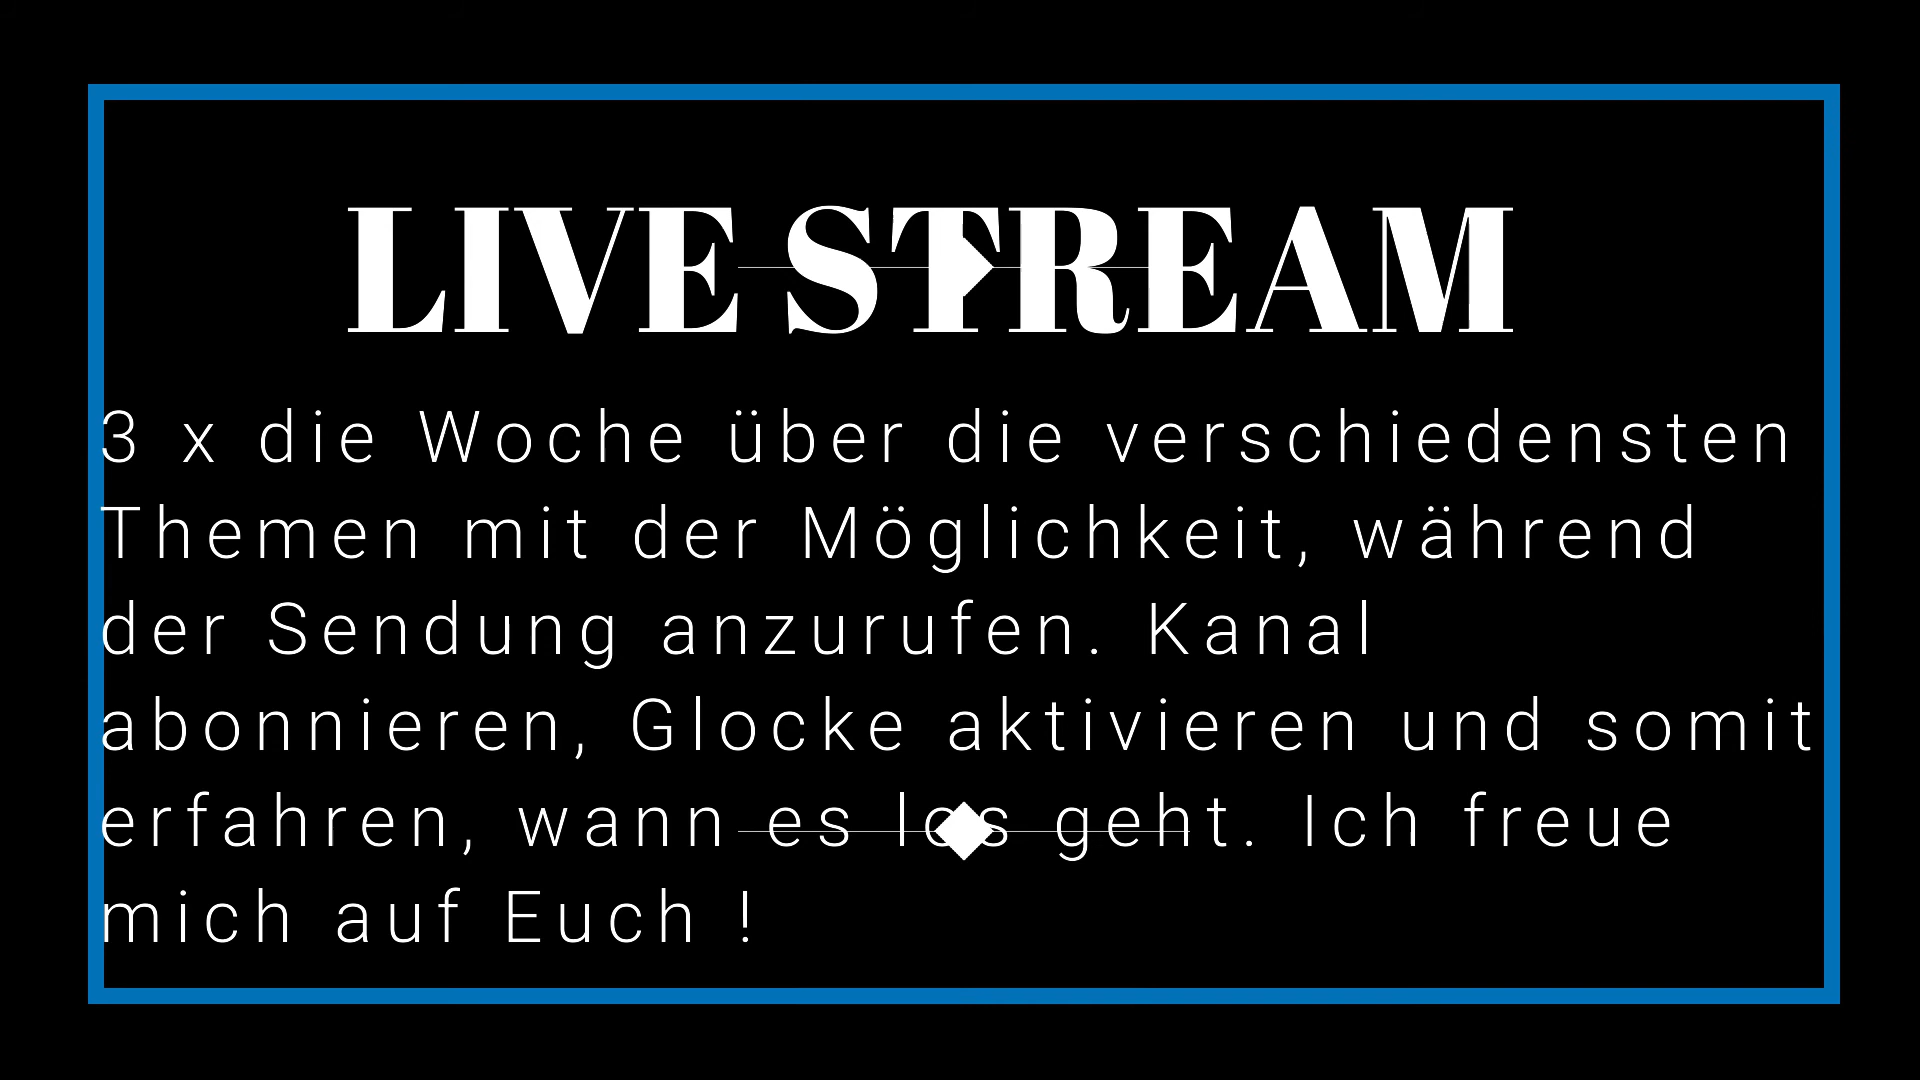 LIVE STREAM
3 x die Woche über die verschiedensten
Themen mit der Möglichkeit, während
der Sendung anzurufen. Kanal
abonnieren, Glocke aktivieren und somit
erfahren, wann es los geht. Ich freue
mich auf Euch !